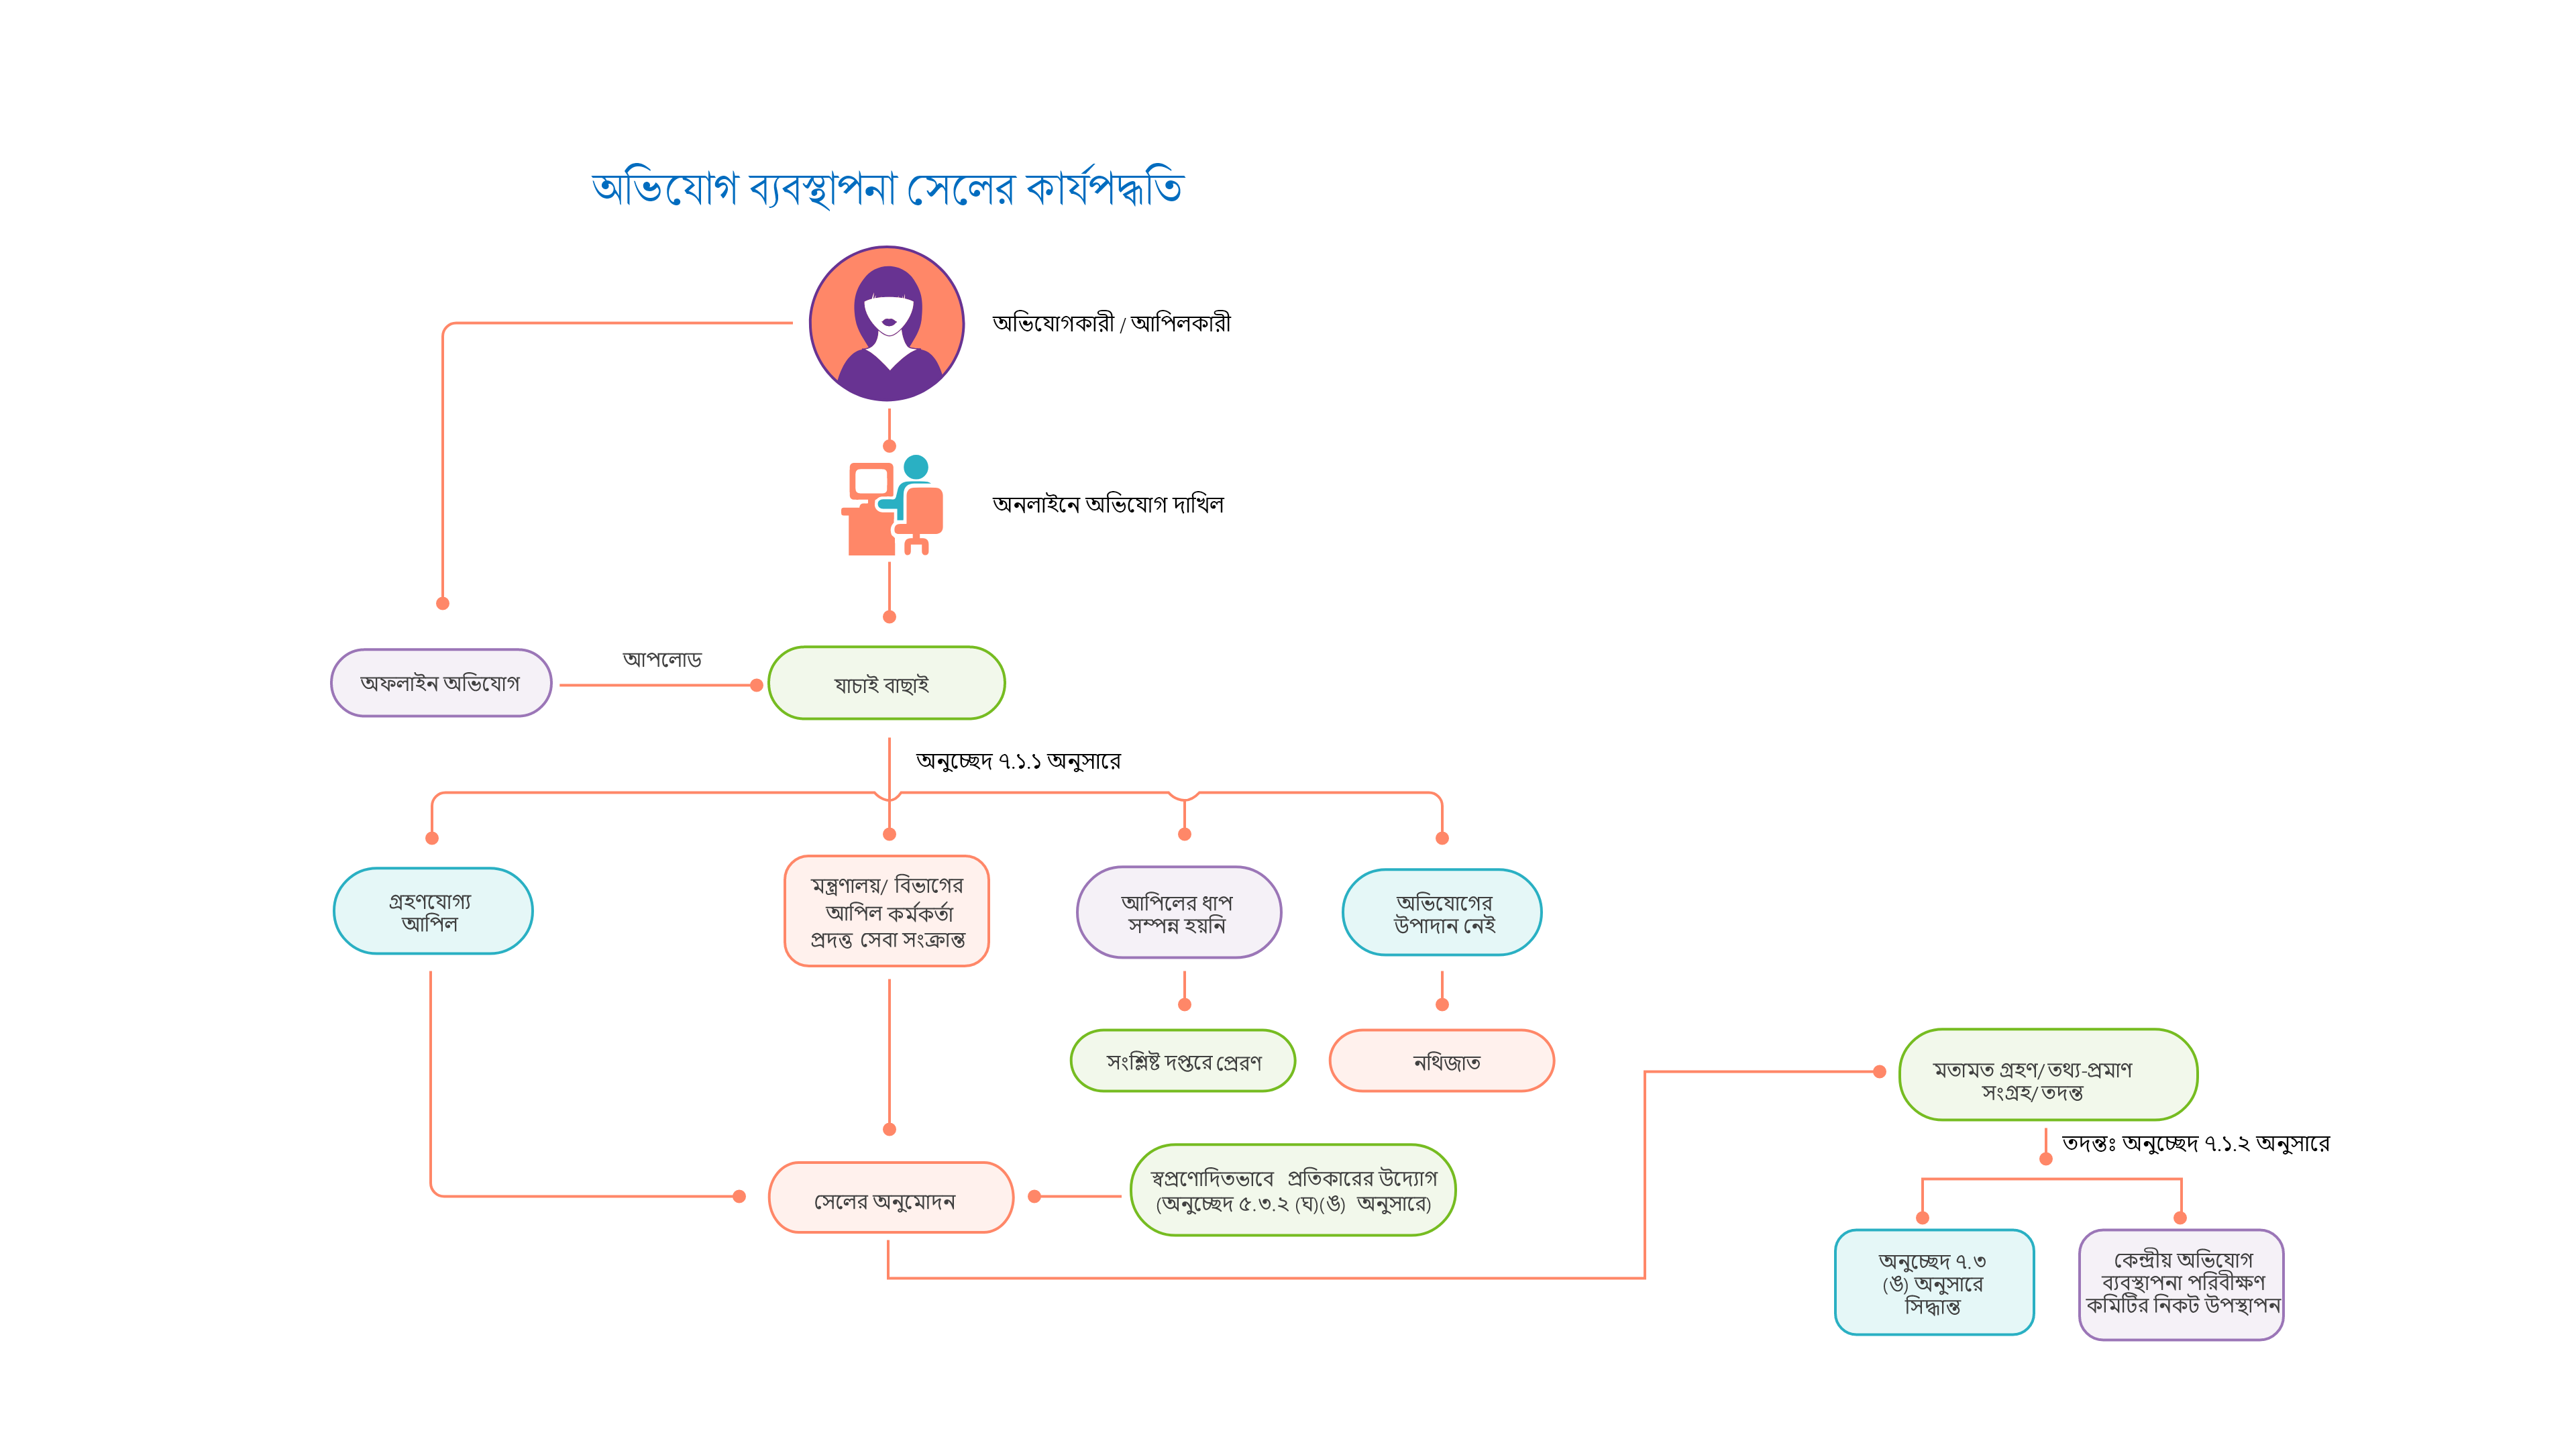 অভিযোগ ব্যবস্থাপনা সেলের কার্যপদ্ধতি
অভিযোগকারী / আপিলকারী
অনলাইনে অভিযোগ দাখিল
অফলাইন অভিযোগ
আপলোড
যাচাই বাছাই
অনুচ্ছেদ ৭.১.১ অনুসারে
গ্রহণযোগ্য
আপিল
মন্ত্রণালয়/ বিভাগের
আপিল কর্মকর্তা
প্রদত্ত সেবা সংক্রান্ত
আপিলের ধাপ
সম্পন্ন হয়নি
অভিযোগের
উপাদান নেই
সংশ্লিষ্ট দপ্তরে প্রেরণ
নথিজাত
সেলের অনুমোদন
স্বপ্রণোদিতভাবে প্রতিকারের উদ্যোগ
(অনুচ্ছেদ ৫.৩.২ (ঘ)(ঙ) অনুসারে)
মতামত গ্রহণ/ তথ্য-প্রমাণ
সংগ্রহ/ তদন্ত
তদন্তঃ অনুচ্ছেদ ৭.১.২ অনুসারে
অনুচ্ছেদ ৭.৩
(ঙ) অনুসারে
সিদ্ধান্ত
কেন্দ্রীয় অভিযোগ
ব্যবস্থাপনা পরিবীক্ষণ
কমিটির নিকট উপস্থাপন